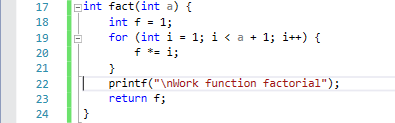 17 int fact(int a) {
18 int f = 1;
19 for (int i = 1; i < a + 1; i++) {
20 f *= i;
21 }
22 printf("\nWork function factorial");
23 return f;
24 }